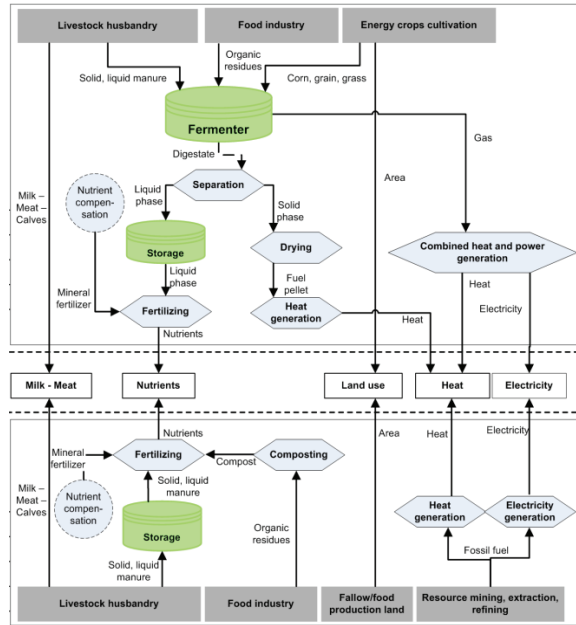 Livestock husbandry
Food industry
Energy crops cultivation
Solid, liquid manure
Organic
residues
Corn, grain, grass
Fermenter
Digestate
Gas
Area
Milk –
Meat –
Calves
Nutrient
compen-
sation
Liquid
phase
Separation
Solid
phase
Storage
Drying
Combined heat and power
generation
Liquid
phase
Fuel
pellet
Mineral
fertilizer
Fertilizing
Heat
generation
Heat
Heat
Electricity
Nutrients
Milk - Meat
Nutrients
Land use
Heat
Electricity
Nutrients
Area
Heat
Electricity
Mineral
fertilizer
Fertilizing
Compost
Composting
Milk –
Meat –
Calves
Nutrient
compen-
sation
Solid, liquid
manure
Storage
Organic
residues
Heat
generation
Electricity
generation
Fossil fuel
Solid, liquid
manure
Livestock husbandry
Food industry
Fallow/food
production land
Resource mining, extraction,
refining